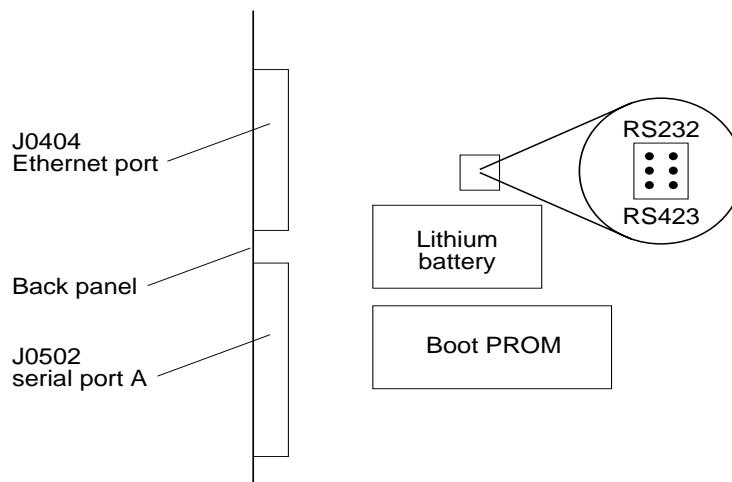 J0404
Ethernet port
Back panel
J0502
serial port A
Lithium
battery
Boot PROM
RS232
RS423